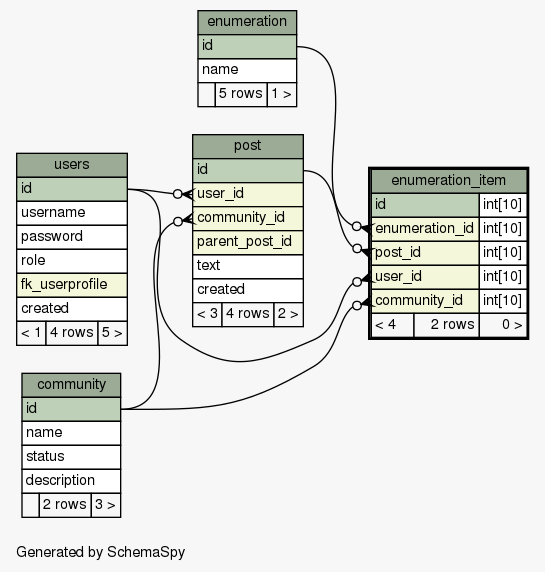 enumeration
id
name
5 rows 1 >
post
id
user_id
community_id
parent_post_id
text
created
< 3 4 rows 2 >
users
id
username
password
role
fk_userprofile
created
< 1 4 rows 5 >
enumeration_item
id int[10]
enumeration_id int[10]
post_id int[10]
user_id int[10]
community_id int[10]
< 4 2 rows 0 >
community
id
name
status
description
2 rows 3 >
Generated by SchemaSpy